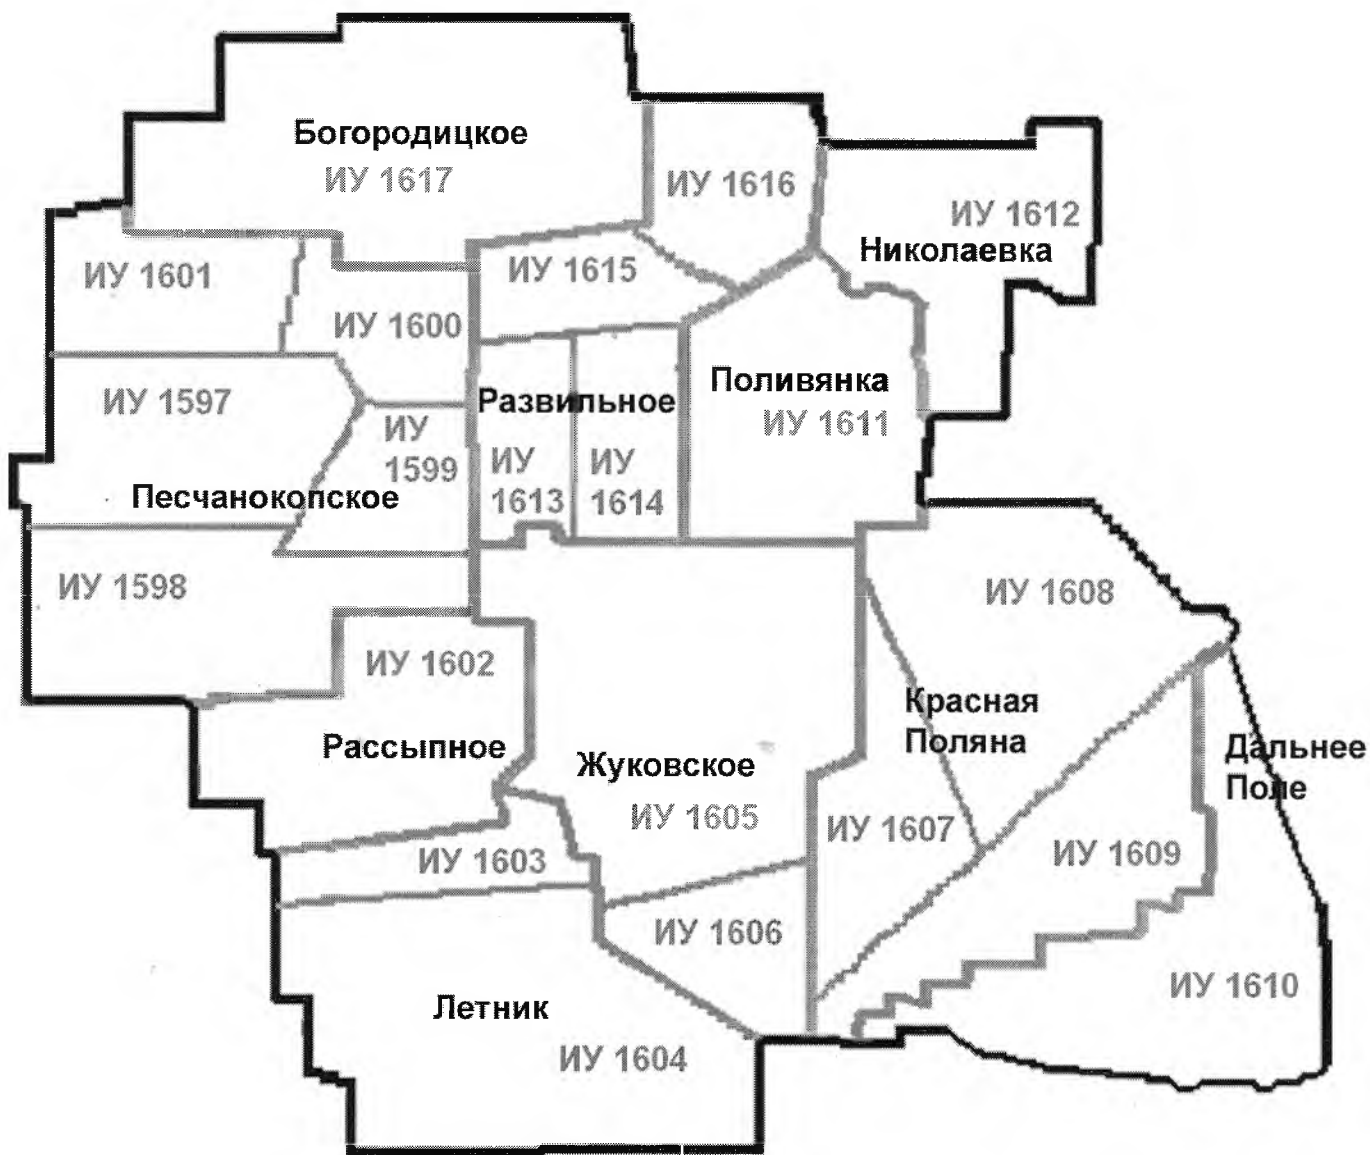 Богородицкое
ИУ 1617
ИУ 1616
ИУ 1612
Николаевка
ИУ 1601
ИУ 1615
ИУ 1600
ИУ 1597
Развильное
Поливянка
ИУ 1611
ИУ
1599
ИУ
1613
ИУ
1614
Песчанокопское
ИУ 1598
ИУ 1608
ИУ 1602
Рассыпное
Красная
Поляна
Дальнее
Поле
Жуковское
ИУ 1605
ИУ 1607
ИУ 1603
ИУ 1609
ИУ 1606
ИУ 1610
Летник
ИУ 1604